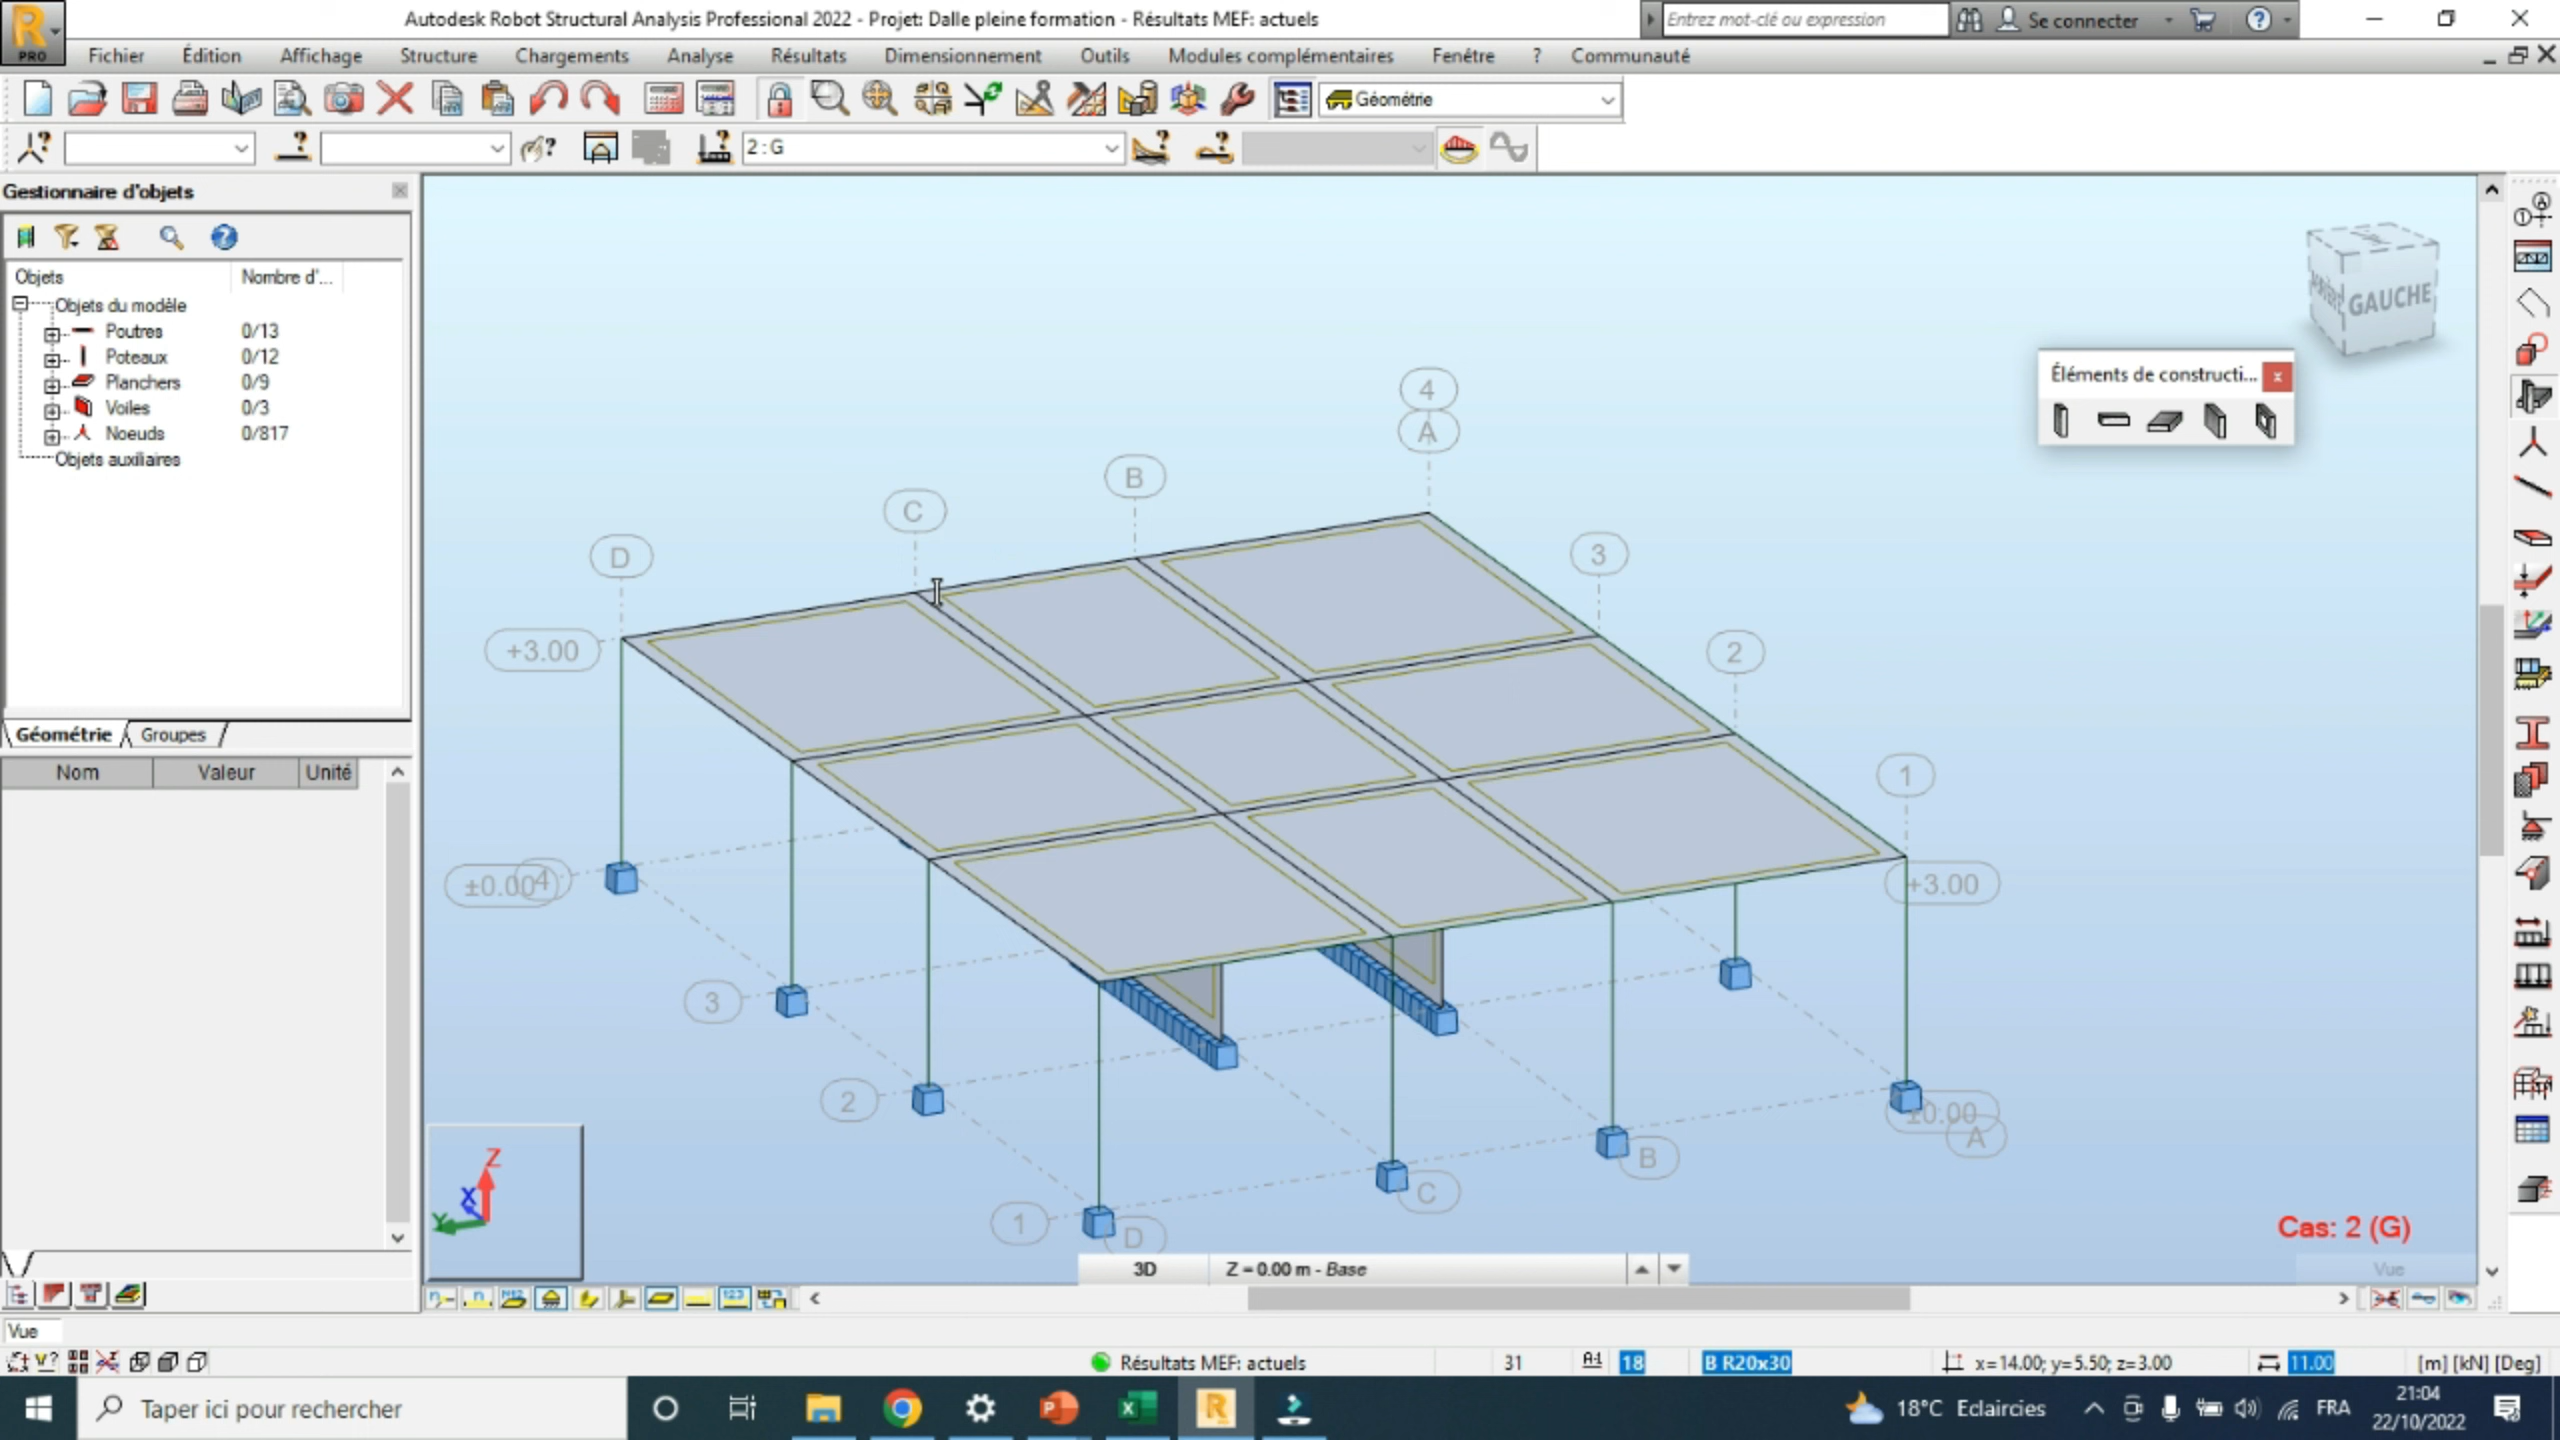 Autodesk Robot Structural Analysis Professional 2022 - Projet: Dalle pleine formation - Résultats MEF: actuels
Entrez mot-clé ou expression
Se connecter
PRO
Fichier Édition Affichage Structure Chargements Analyse Résultats Dimensionnement Outils Modules complémentaires Fenêtre ? Communauté
Géométrie
2 : G
Gestionnaire d'objets
Objets Nombre d'...
Objets du modèle
Poutres 0/13
Poteaux 0/12
Planchers 0/9
Voiles 0/3
Noeuds 0/817
Objets auxiliaires
Géométrie Groupes
Nom Valeur Unité
GAUCHE
Éléments de constructi...
4
A
B
C
3
D
+3.00
2
1
+3.00
±0.00
4
3
2
±0.00
A
B
C
1
D
Z
X
Y
Cas: 2 (G)
3D Z = 0.00 m - Base
Vue
Vue
Résultats MEF: actuels 31 18 B R20x30 x=14.00; y=5.50; z=3.00 11.00 [m] [kN] [Deg]
Taper ici pour rechercher
18°C Eclaircies
FRA
21:04
22/10/2022